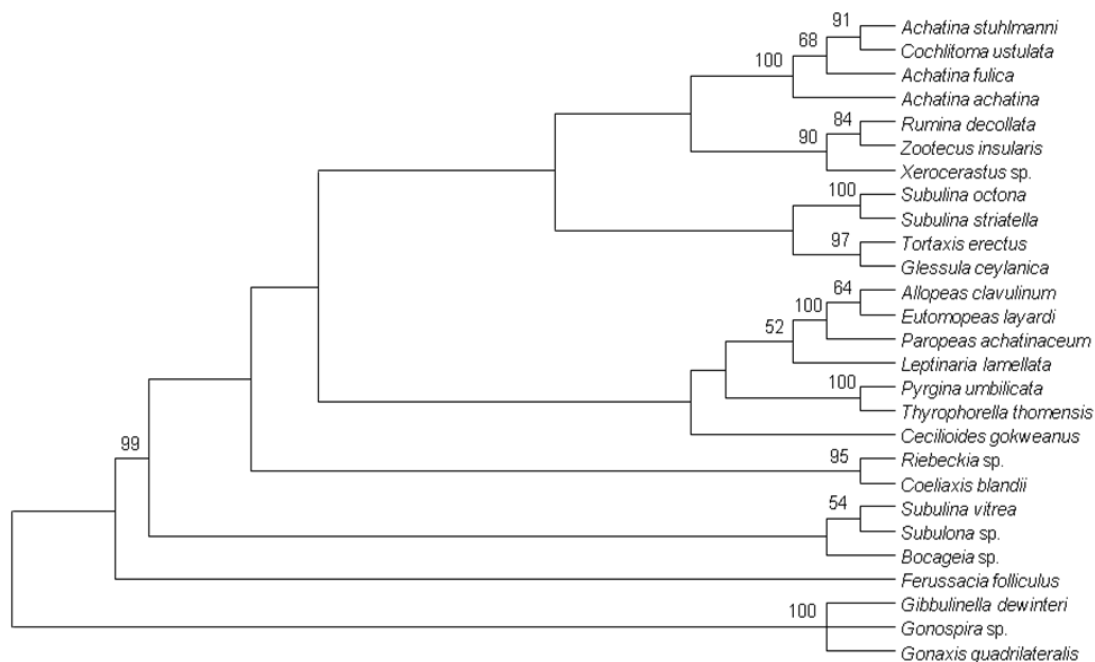 91
Achatina stuhlmanni
68
Cochlitoma ustulata
100
Achatina fulica
Achatina achatina
84
Rumina decollata
90
Zootecus insularis
Xerocerastus sp.
100
Subulina octona
Subulina striatella
97
Tortaxis erectus
Glessula ceylanica
64
Allopeas clavulinum
100
Eutomopeas layardi
52
Paropeas achatinaceum
Leptinaria lamellata
100
Pyrgina umbilicata
Thyrophorella thomensis
99
Cecilioides gokweanus
95
Riebeckia sp.
Coeliaxis blandii
54
Subulina vitrea
Subulona sp.
Bocageia sp.
Ferussacia folliculus
100
Gibbulinella dewinteri
Gonospira sp.
Gonaxis quadrilateralis